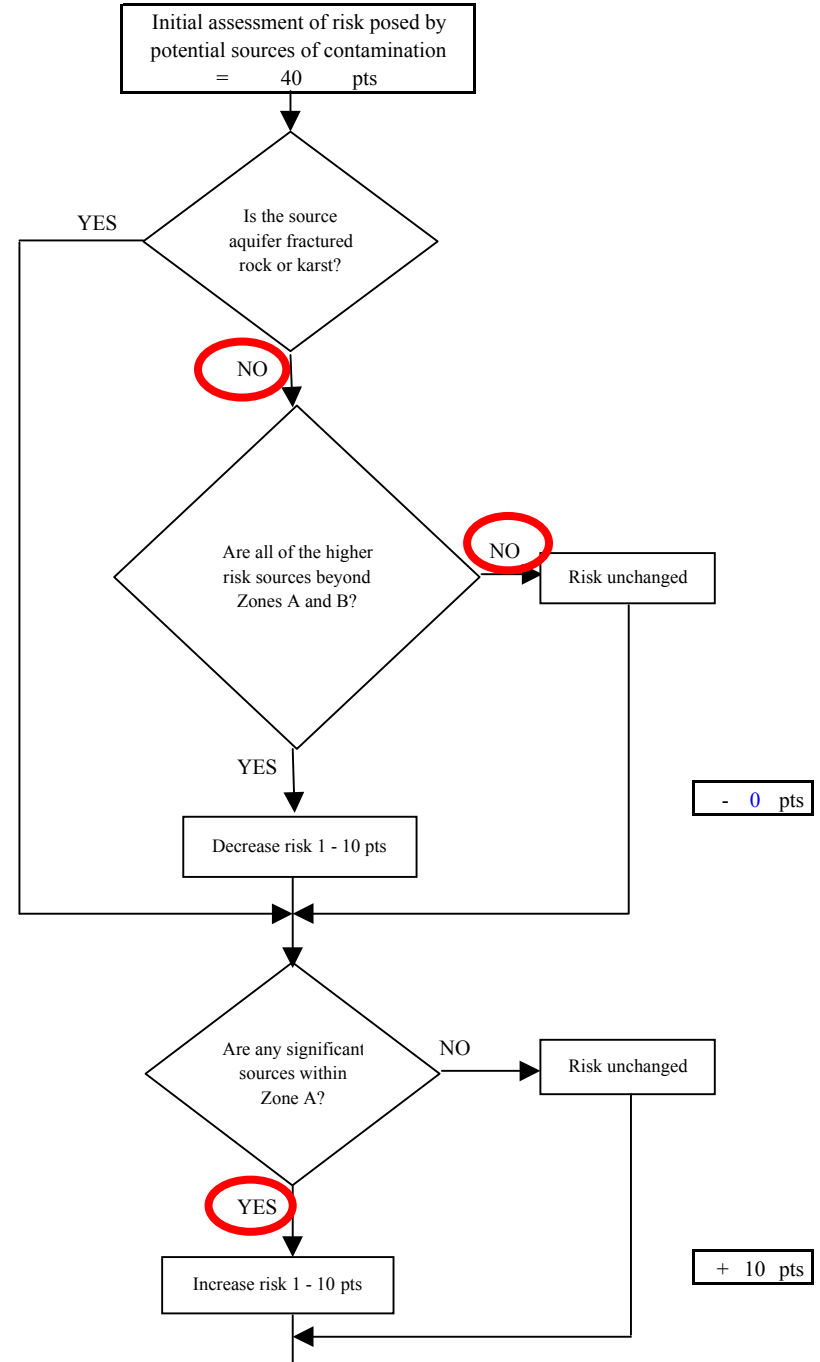 Initial assessment of risk posed by
potential sources of contamination
= 40 pts
YES
Is the source
aquifer fractured
rock or karst?
NO
Are all of the higher
risk sources beyond
Zones A and B?
NO
Risk unchanged
YES
- 0 pts
Decrease risk 1 - 10 pts
Are any significant
sources within
Zone A?
NO
Risk unchanged
YES
Increase risk 1 - 10 pts
+ 10 pts